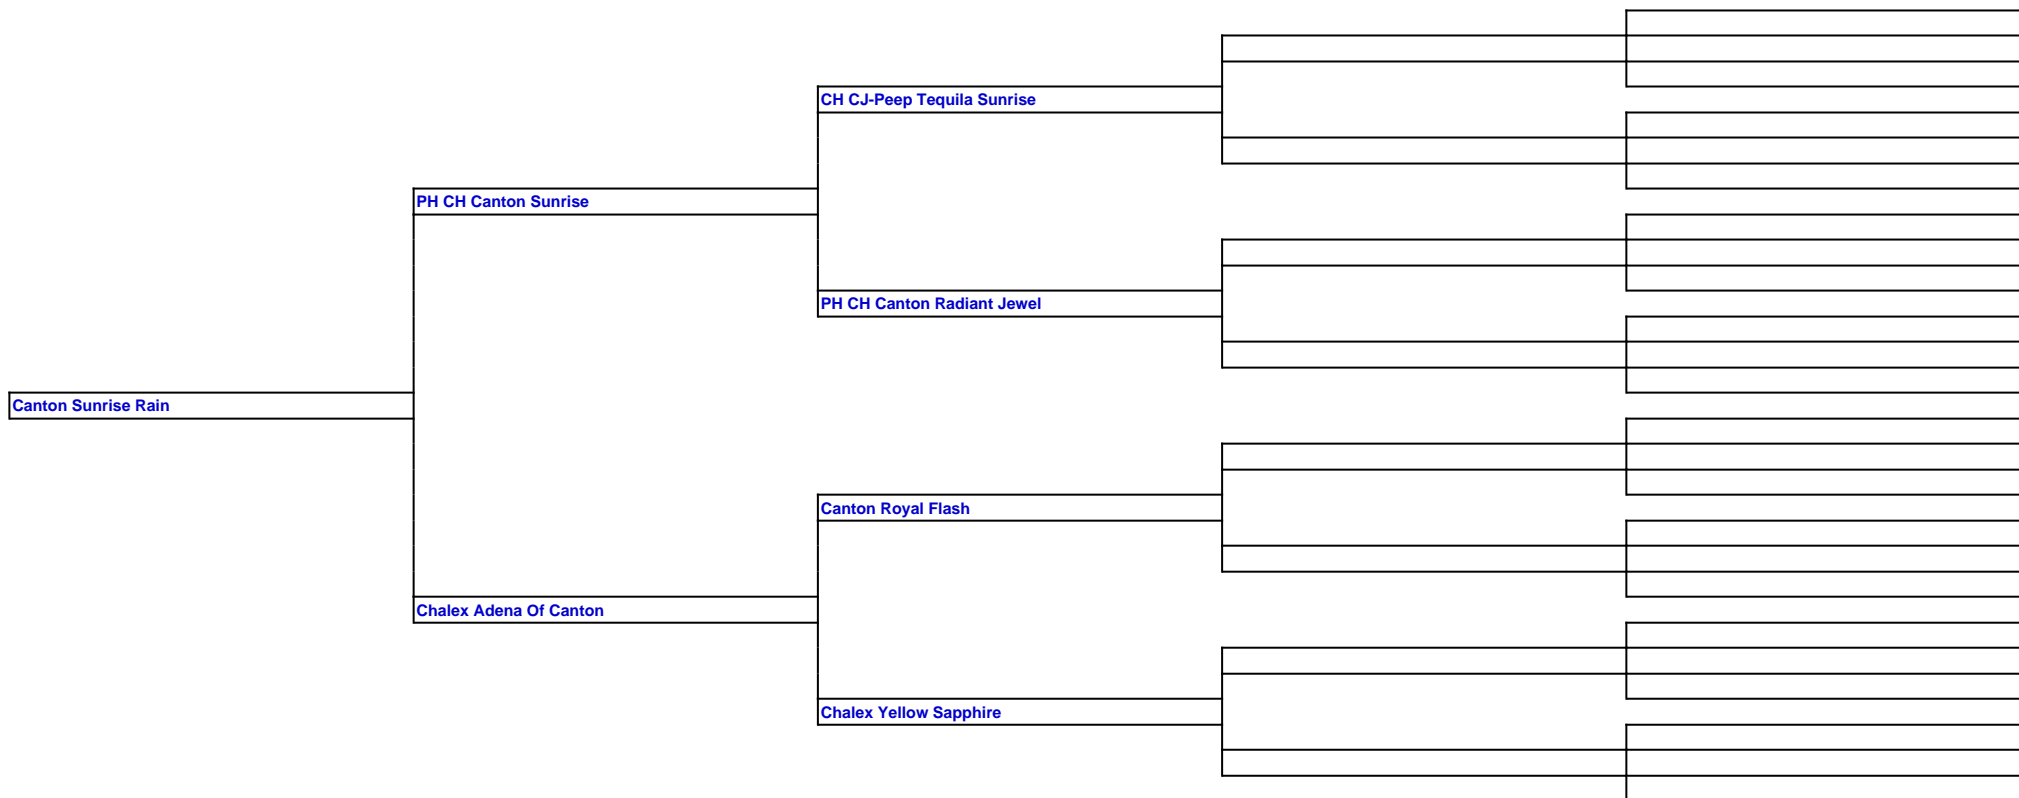 CH CJ-Peep Tequila Sunrise
PH CH Canton Sunrise
PH CH Canton Radiant Jewel
Canton Sunrise Rain
Canton Royal Flash
Chalex Adena Of Canton
Chalex Yellow Sapphire